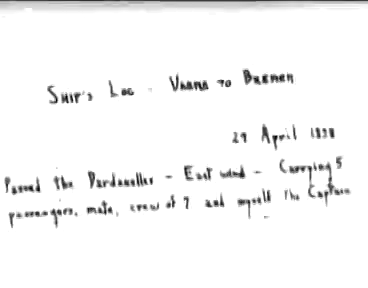 Ship's Log - Varna to Bremen
29 April 1838
Passed the Dardanelles - East wind - Carrying 5
passengers, mate, crew of 7 and myself the Captain